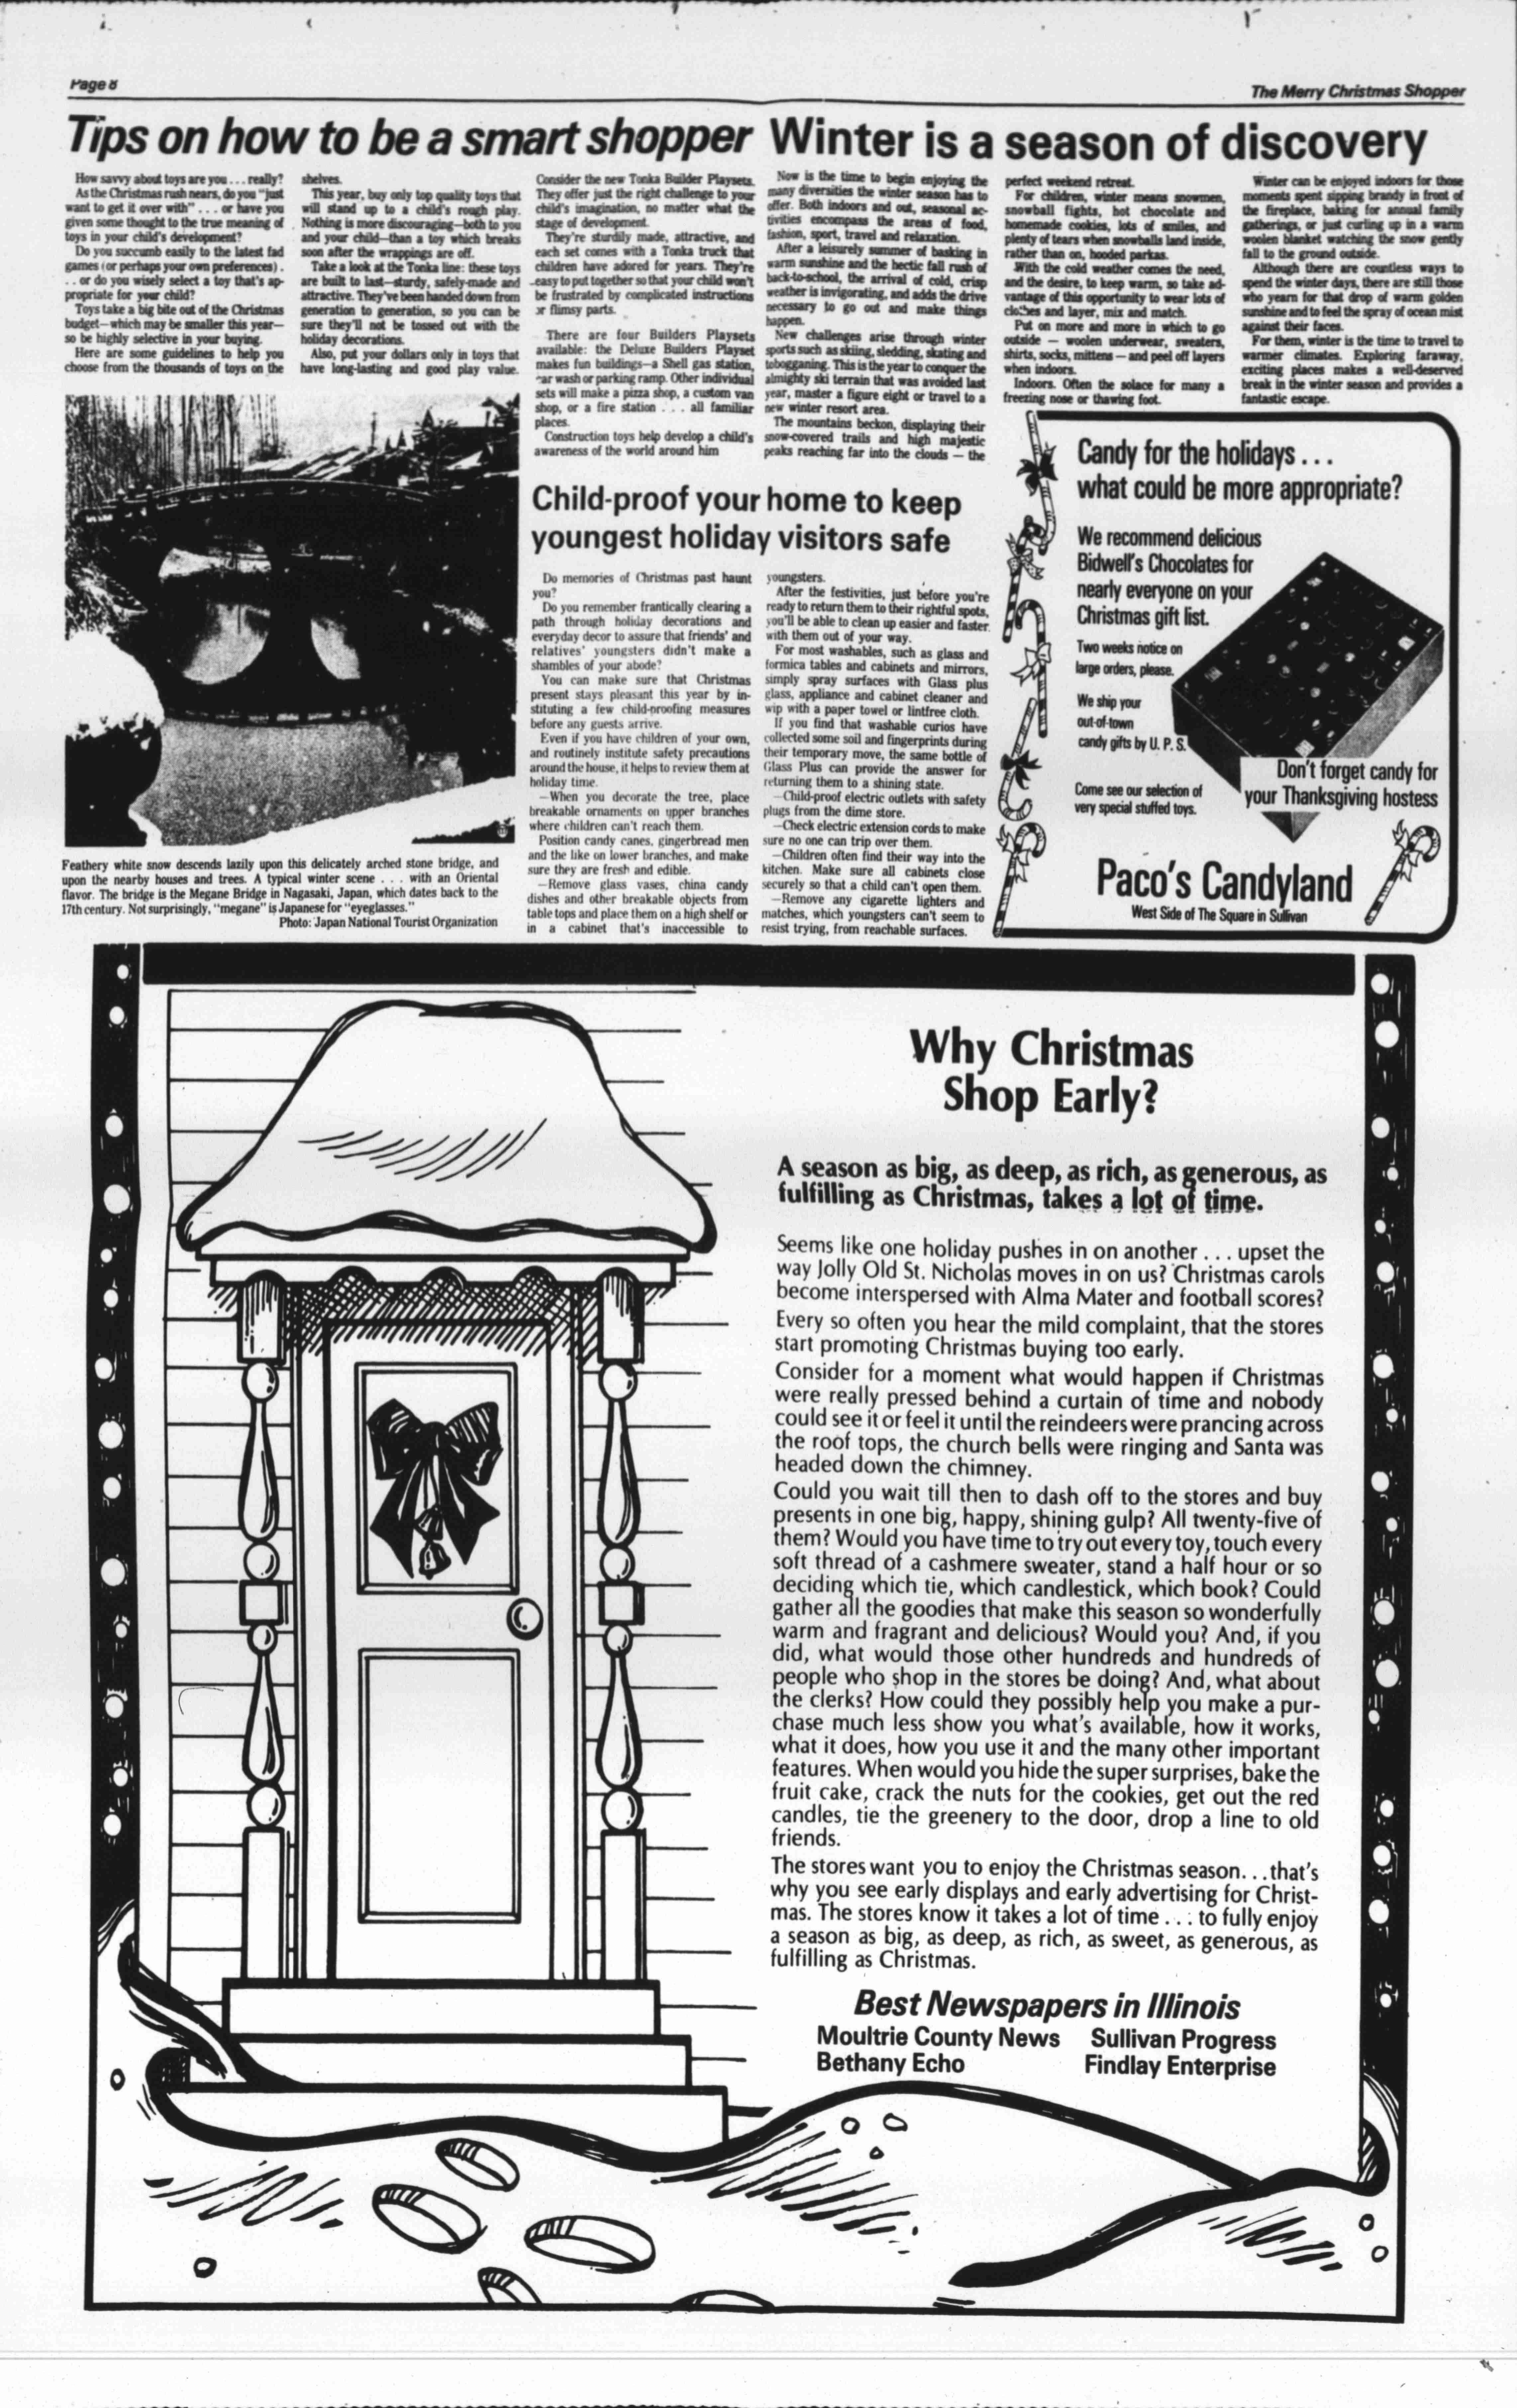 Page 8
The Merry Christmas Shopper
Tips on how to be a smart shopper
How savvy about toys are you . . . really?
As the Christmas rush nears, do you "just
want to get it over with" . . . or have you
given some thought to the true meaning of
toys in your child's development?
Do you succumb easily to the latest fad
games (or perhaps your own preferences) .
. . or do you wisely select a toy that's ap-
propriate for your child?
Toys take a big bite out of the Christmas
budget—which may be smaller this year—
so be highly selective in your buying.
Here are some guidelines to help you
choose from the thousands of toys on the
shelves.
This year, buy only top quality toys that
will stand up to a child's rough play.
Nothing is more discouraging—both to you
and your child—than a toy which breaks
soon after the wrappings are off.
Take a look at the Tonka line: these toys
are built to last—sturdy, safely-made and
attractive. They've been handed down from
generation to generation, so you can be
sure they'll not be tossed out with the
holiday decorations.
Also, put your dollars only in toys that
have long-lasting and good play value.
Consider the new Tonka Builder Playsets.
They offer just the right challenge to your
child's imagination, no matter what the
stage of development.
They're sturdily made, attractive, and
each set comes with a Tonka truck that
children have adored for years. They're
easy to put together so that your child won't
be frustrated by complicated instructions
or flimsy parts.
There are four Builders Playsets
available: the Deluxe Builders Playset
makes fun buildings—a Shell gas station,
car wash or parking ramp. Other individual
sets will make a pizza shop, a custom van
shop, or a fire station . . . all familiar
places.
Construction toys help develop a child's
awareness of the world around him
Feathery white snow descends lazily upon this delicately arched stone bridge, and
upon the nearby houses and trees. A typical winter scene . . . with an Oriental
flavor. The bridge is the Megane Bridge in Nagasaki, Japan, which dates back to the
17th century. Not surprisingly, "megane" is Japanese for "eyeglasses."
Photo: Japan National Tourist Organization
Winter is a season of discovery
Now is the time to begin enjoying the
many diversities the winter season has to
offer. Both indoors and out, seasonal ac-
tivities encompass the areas of food,
fashion, sport, travel and relaxation.
After a leisurely summer of basking in
warm sunshine and the hectic fall rush of
back-to-school, the arrival of cold, crisp
weather is invigorating, and adds the drive
necessary to go out and make things
happen.
New challenges arise through winter
sports such as skiing, sledding, skating and
tobogganing. This is the year to conquer the
almighty ski terrain that was avoided last
year, master a figure eight or travel to a
new winter resort area.
The mountains beckon, displaying their
snow-covered trails and high majestic
peaks reaching far into the clouds — the
perfect weekend retreat.
For children, winter means snowmen,
snowball fights, hot chocolate and
homemade cookies, lots of smiles, and
plenty of tears when snowballs land inside,
rather than on, hooded parkas.
With the cold weather comes the need,
and the desire, to keep warm, so take ad-
vantage of this opportunity to wear lots of
clothes and layer, mix and match.
Put on more and more in which to go
outside — woolen underwear, sweaters,
shirts, socks, mittens — and peel off layers
when indoors.
Indoors. Often the solace for many a
freezing nose or thawing foot.
Winter can be enjoyed indoors for those
moments spent sipping brandy in front of
the fireplace, baking for annual family
gatherings, or just curling up in a warm
woolen blanket watching the snow gently
fall to the ground outside.
Although there are countless ways to
spend the winter days, there are still those
who yearn for that drop of warm golden
sunshine and to feel the spray of ocean mist
against their faces.
For them, winter is the time to travel to
warmer climates. Exploring faraway,
exciting places makes a well-deserved
break in the winter season and provides a
fantastic escape.
Child-proof your home to keep
youngest holiday visitors safe
Do memories of Christmas past haunt
you?
Do you remember frantically clearing a
path through holiday decorations and
everyday decor to assure that friends' and
relatives' youngsters didn't make a
shambles of your abode?
You can make sure that Christmas
present stays pleasant this year by in-
stituting a few child-proofing measures
before any guests arrive.
Even if you have children of your own,
and routinely institute safety precautions
around the house, it helps to review them at
holiday time.
—When you decorate the tree, place
breakable ornaments on upper branches
where children can't reach them.
Position candy canes, gingerbread men
and the like on lower branches, and make
sure they are fresh and edible.
—Remove glass vases, china candy
dishes and other breakable objects from
table tops and place them on a high shelf or
in a cabinet that's inaccessible to
youngsters.
After the festivities, just before you're
ready to return them to their rightful spots,
you'll be able to clean up easier and faster
with them out of your way.
For most washables, such as glass and
formica tables and cabinets and mirrors,
simply spray surfaces with Glass plus
glass, appliance and cabinet cleaner and
wip with a paper towel or lintfree cloth.
If you find that washable curios have
collected some soil and fingerprints during
their temporary move, the same bottle of
Glass Plus can provide the answer for
returning them to a shining state.
—Child-proof electric outlets with safety
plugs from the dime store.
—Check electric extension cords to make
sure no one can trip over them.
—Children often find their way into the
kitchen. Make sure all cabinets close
securely so that a child can't open them.
—Remove any cigarette lighters and
matches, which youngsters can't seem to
resist trying, from reachable surfaces.
Candy for the holidays . . .
what could be more appropriate?
We recommend delicious
Bidwell's Chocolates for
nearly everyone on your
Christmas gift list.
Two weeks notice on
large orders, please.
We ship your
out-of-town
candy gifts by U. P. S.
Come see our selection of
very special stuffed toys.
Don't forget candy for
your Thanksgiving hostess
Paco's Candyland
West Side of The Square in Sullivan
Why Christmas
Shop Early?
A season as big, as deep, as rich, as generous, as
fulfilling as Christmas, takes a lot of time.
Seems like one holiday pushes in on another . . . upset the
way Jolly Old St. Nicholas moves in on us? Christmas carols
become interspersed with Alma Mater and football scores?
Every so often you hear the mild complaint, that the stores
start promoting Christmas buying too early.
Consider for a moment what would happen if Christmas
were really pressed behind a curtain of time and nobody
could see it or feel it until the reindeers were prancing across
the roof tops, the church bells were ringing and Santa was
headed down the chimney.
Could you wait till then to dash off to the stores and buy
presents in one big, happy, shining gulp? All twenty-five of
them? Would you have time to try out every toy, touch every
soft thread of a cashmere sweater, stand a half hour or so
deciding which tie, which candlestick, which book? Could
gather all the goodies that make this season so wonderfully
warm and fragrant and delicious? Would you? And, if you
did, what would those other hundreds and hundreds of
people who shop in the stores be doing? And, what about
the clerks? How could they possibly help you make a pur-
chase much less show you what's available, how it works,
what it does, how you use it and the many other important
features. When would you hide the super surprises, bake the
fruit cake, crack the nuts for the cookies, get out the red
candles, tie the greenery to the door, drop a line to old
friends.
The stores want you to enjoy the Christmas season. . .that's
why you see early displays and early advertising for Christ-
mas. The stores know it takes a lot of time . . . to fully enjoy
a season as big, as deep, as rich, as sweet, as generous, as
fulfilling as Christmas.
Best Newspapers in Illinois
Moultrie County News Sullivan Progress
Bethany Echo Findlay Enterprise